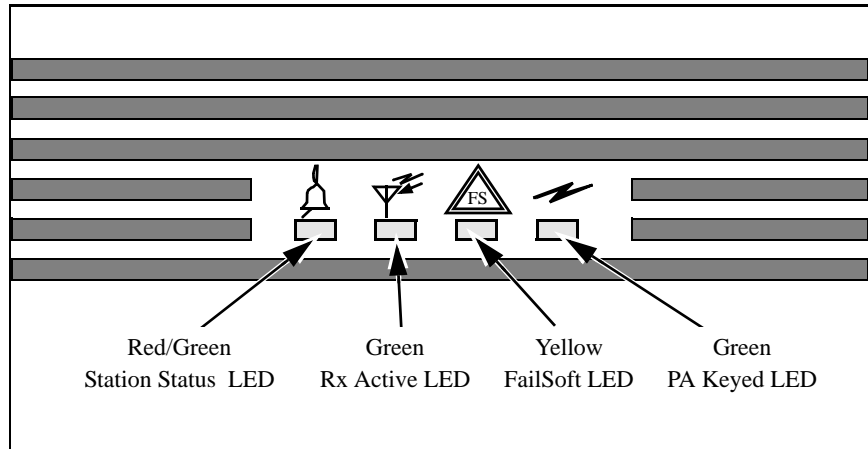 FS
Red/Green
Station Status LED
Green
Rx Active LED
Yellow
FailSoft LED
Green
PA Keyed LED